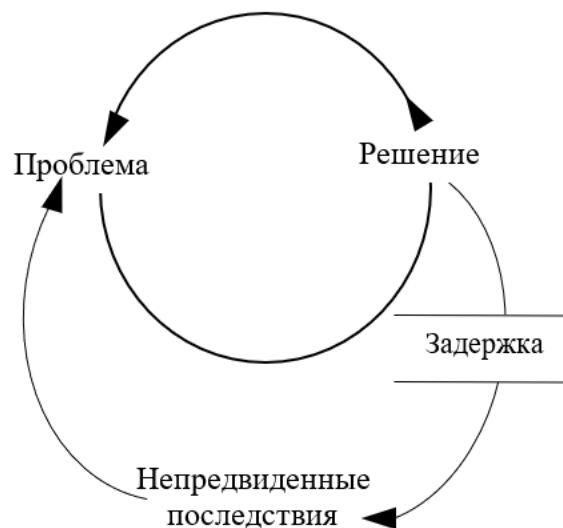 Проблема
Решение
Задержка
Непредвиденные
последствия